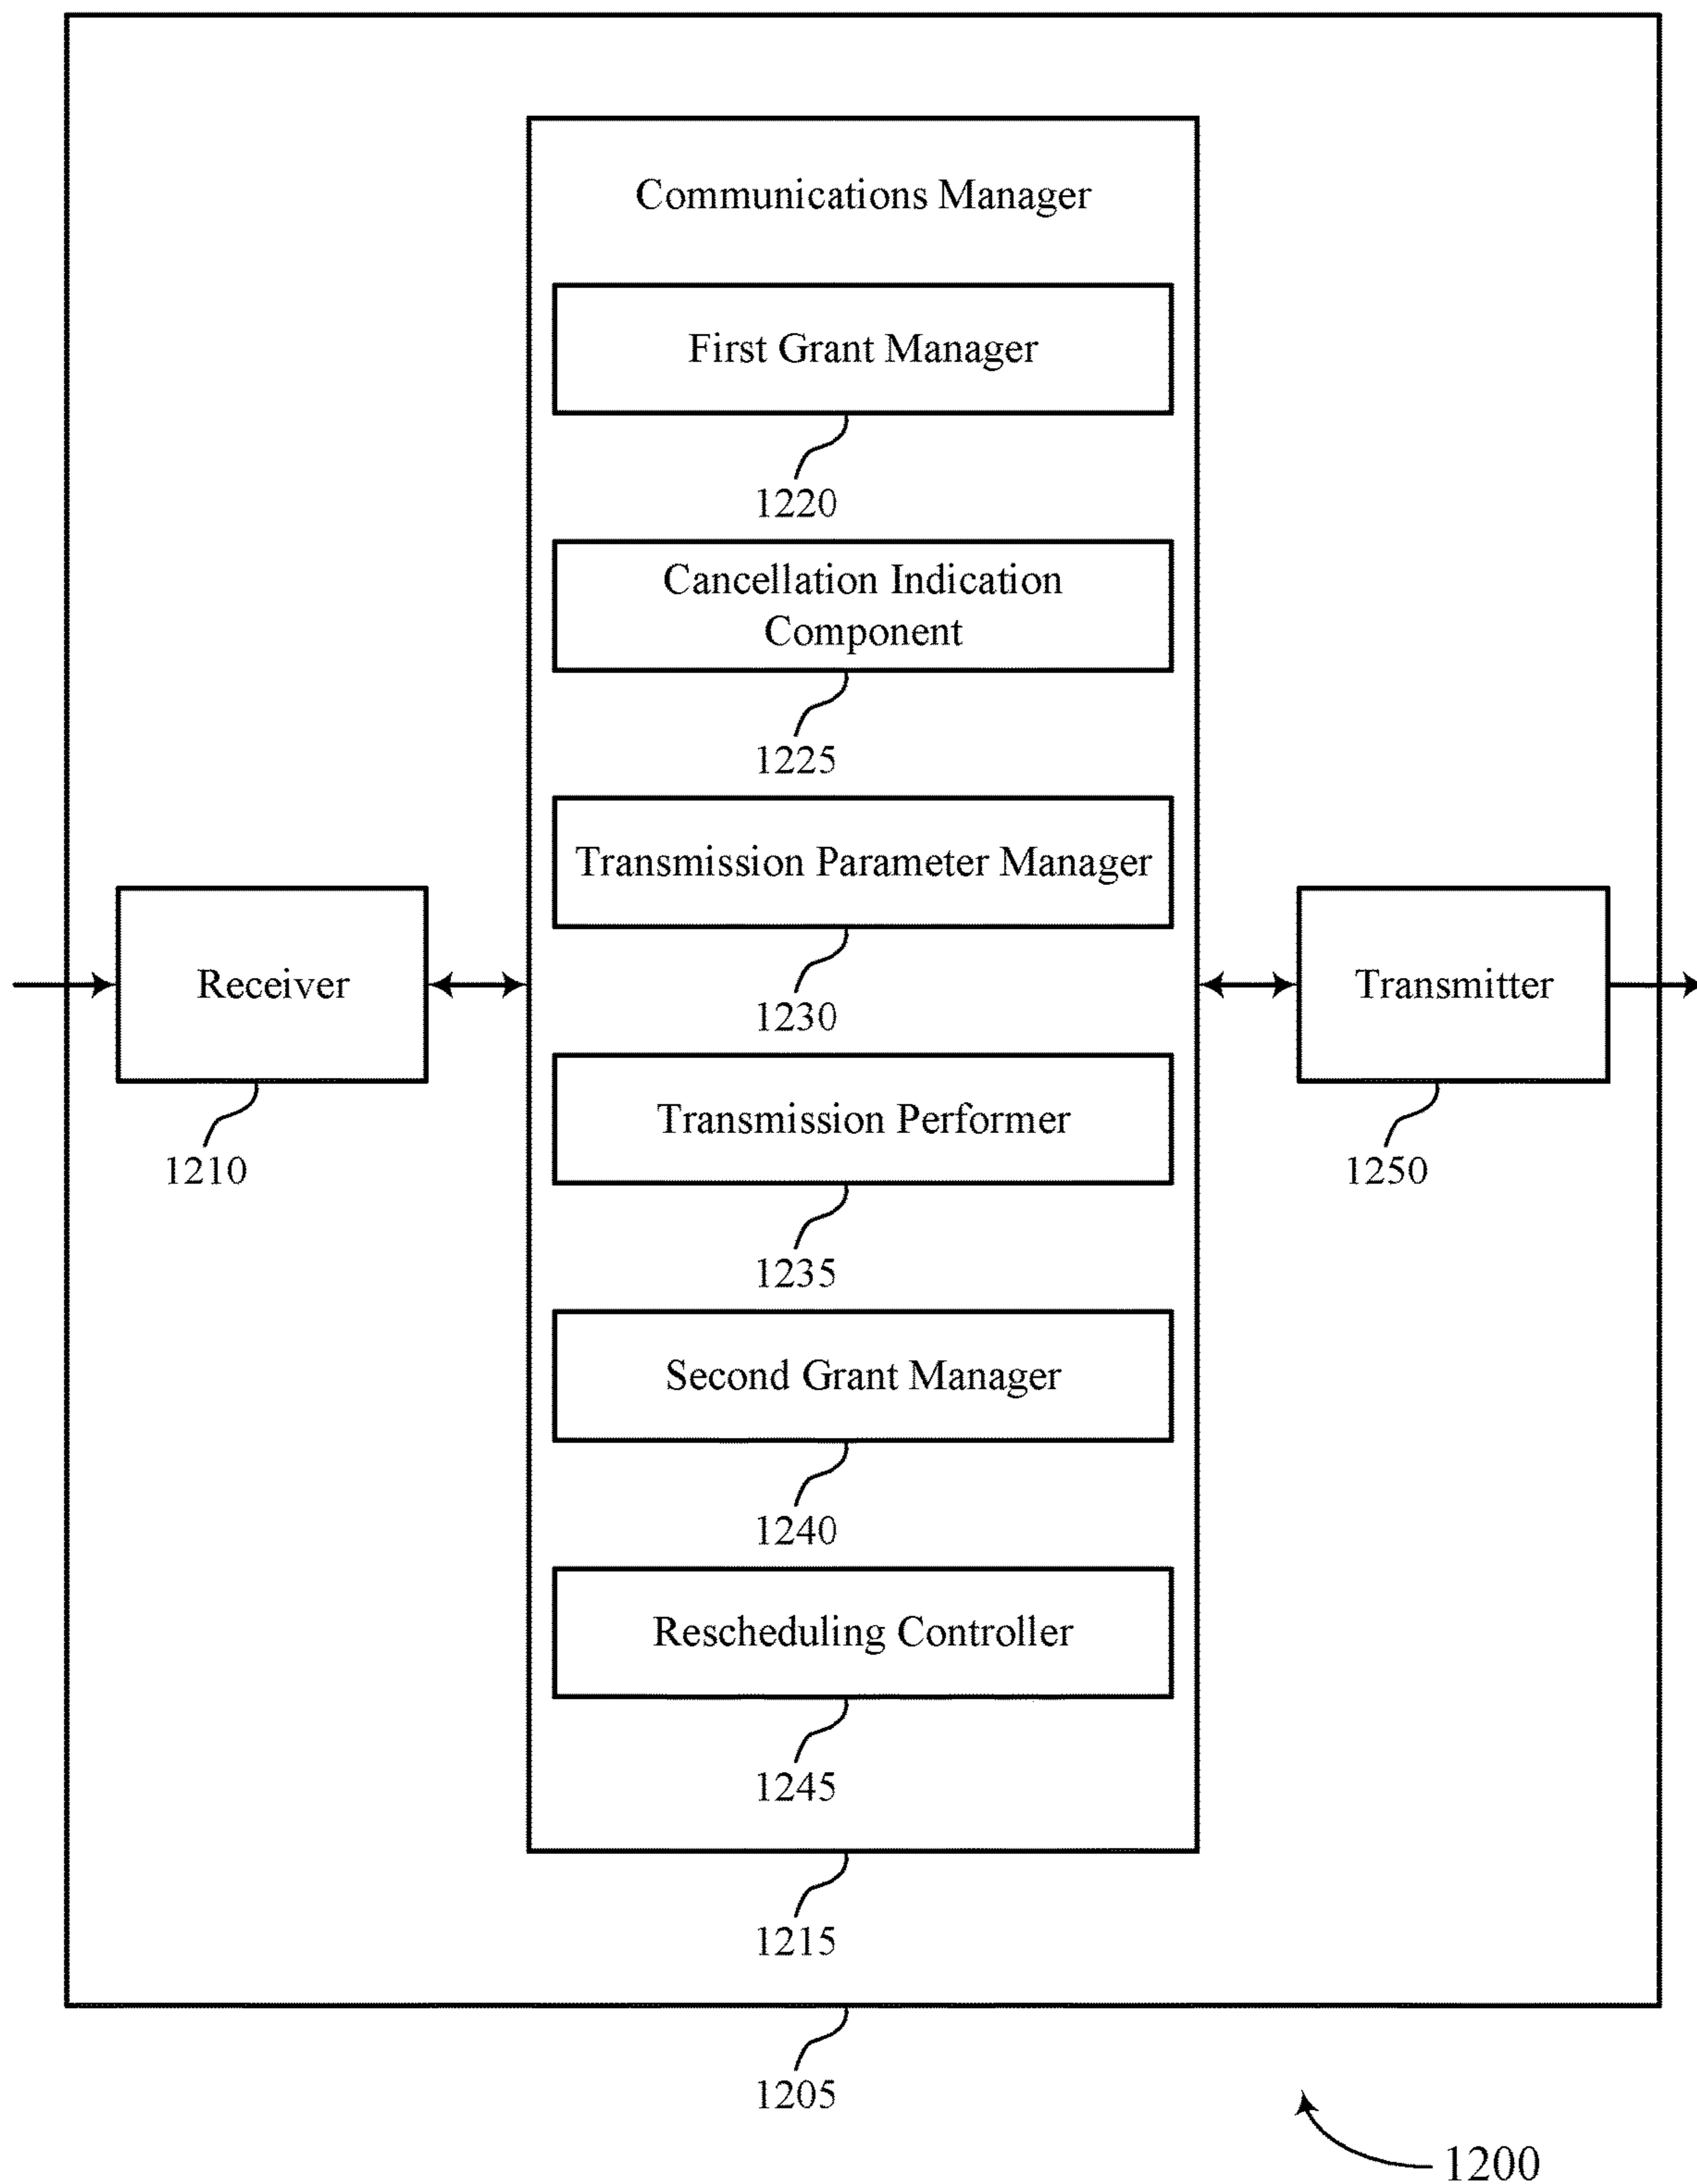 Communications Manager
First Grant Manager
1220
Cancellation Indication
Component
1225
Transmission Parameter Manager
1230
Receiver
1210
Transmitter
1250
Transmission Performer
1235
Second Grant Manager
1240
Rescheduling Controller
1245
1215
1205
1200